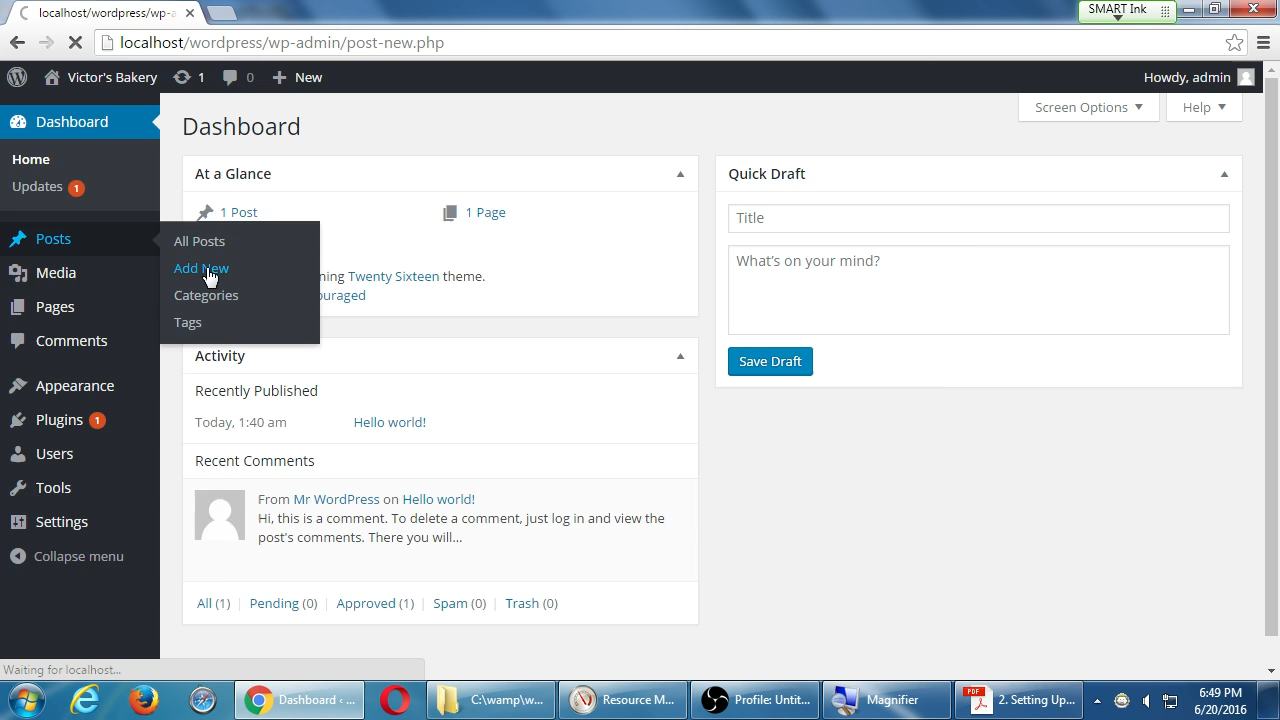 localhost/wordpress/wp-a
SMART Ink
localhost/wordpress/wp-admin/post-new.php
Victor's Bakery
1
0
New
Howdy, admin
Dashboard
Home
Updates 1
Posts
Media
Pages
Comments
Appearance
Plugins 1
Users
Tools
Settings
Collapse menu
All Posts
Add New
Categories
Tags
Dashboard
Screen Options
Help
At a Glance
1 Post
1 Page
ning Twenty Sixteen theme.
ouraged
Activity
Recently Published
Today, 1:40 am
Hello world!
Recent Comments
From Mr WordPress on Hello world!
Hi, this is a comment. To delete a comment, just log in and view the
post's comments. There you will...
All (1) | Pending (0) | Approved (1) | Spam (0) | Trash (0)
Quick Draft
Title
What's on your mind?
Save Draft
Waiting for localhost...
Dashboard ‹ ...
C:\wamp\w...
Resource M...
Profile: Untit...
Magnifier
PDF
2. Setting Up...
6:49 PM
6/20/2016